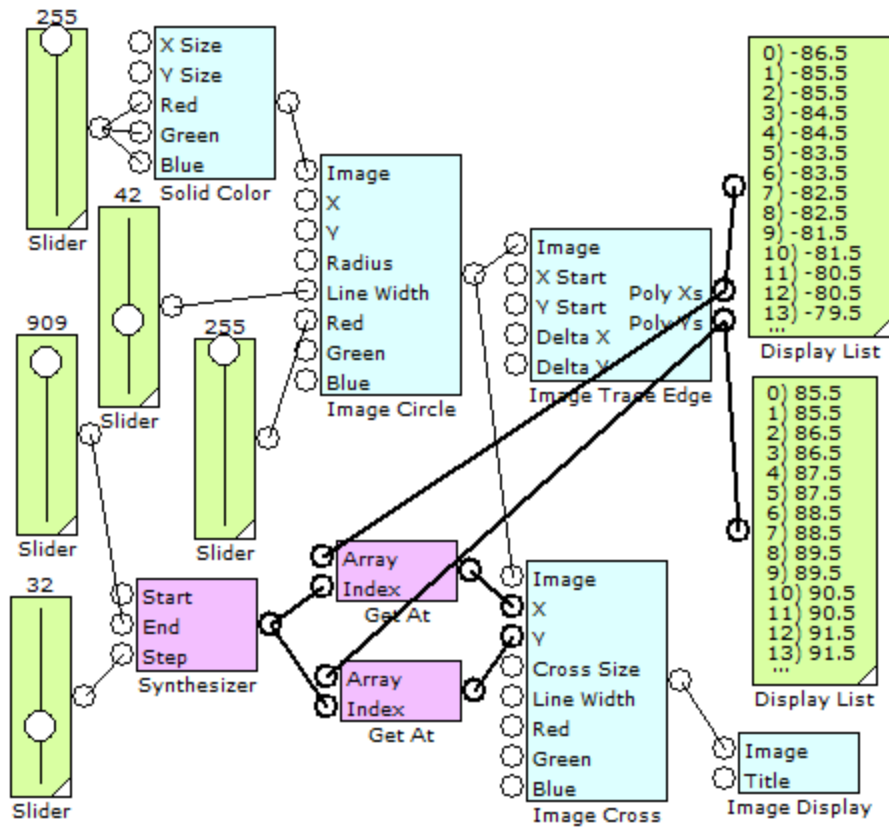 255
X Size
Y Size
Red
Green
Blue
Solid Color
Slider
42
Slider
909
Slider
255
Slider
32
Slider
Image
X
Y
Radius
Line Width
Red
Green
Blue
Image Circle
Image
X Start
Y Start
Delta X
Delta Y
Poly Xs
Poly Ys
Image Trace Edge
0) -86.5
1) -85.5
2) -85.5
3) -84.5
4) -84.5
5) -83.5
6) -83.5
7) -82.5
8) -82.5
9) -81.5
10) -81.5
11) -80.5
12) -80.5
13) -79.5
...
Display List
0) 85.5
1) 85.5
2) 86.5
3) 86.5
4) 87.5
5) 87.5
6) 88.5
7) 88.5
8) 89.5
9) 89.5
10) 90.5
11) 90.5
12) 91.5
13) 91.5
...
Display List
Start
End
Step
Synthesizer
Array
Index
Get At
Array
Index
Get At
Image
X
Y
Cross Size
Line Width
Red
Green
Blue
Image Cross
Image
Title
Image Display